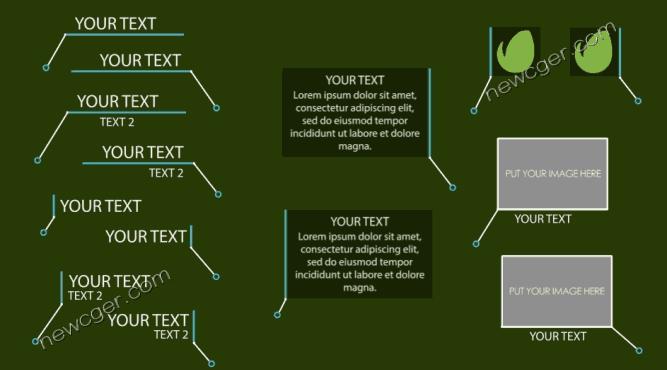 YOUR TEXT
YOUR TEXT
YOUR TEXT
TEXT 2
YOUR TEXT
TEXT 2
YOUR TEXT
YOUR TEXT
YOUR TEXT
TEXT 2
YOUR TEXT
TEXT 2
newcger.com
YOUR TEXT
Lorem ipsum dolor sit amet,
consectetur adipiscing elit,
sed do eiusmod tempor
incididunt ut labore et dolore
magna.
YOUR TEXT
Lorem ipsum dolor sit amet,
consectetur adipiscing elit,
sed do eiusmod tempor
incididunt ut labore et dolore
magna.
newcger.com
PUT YOUR IMAGE HERE
YOUR TEXT
PUT YOUR IMAGE HERE
YOUR TEXT